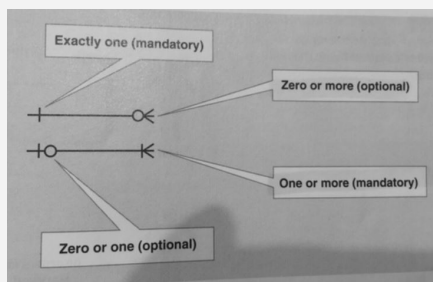 Exactly one (mandatory)
Zero or more (optional)
One or more (mandatory)
Zero or one (optional)